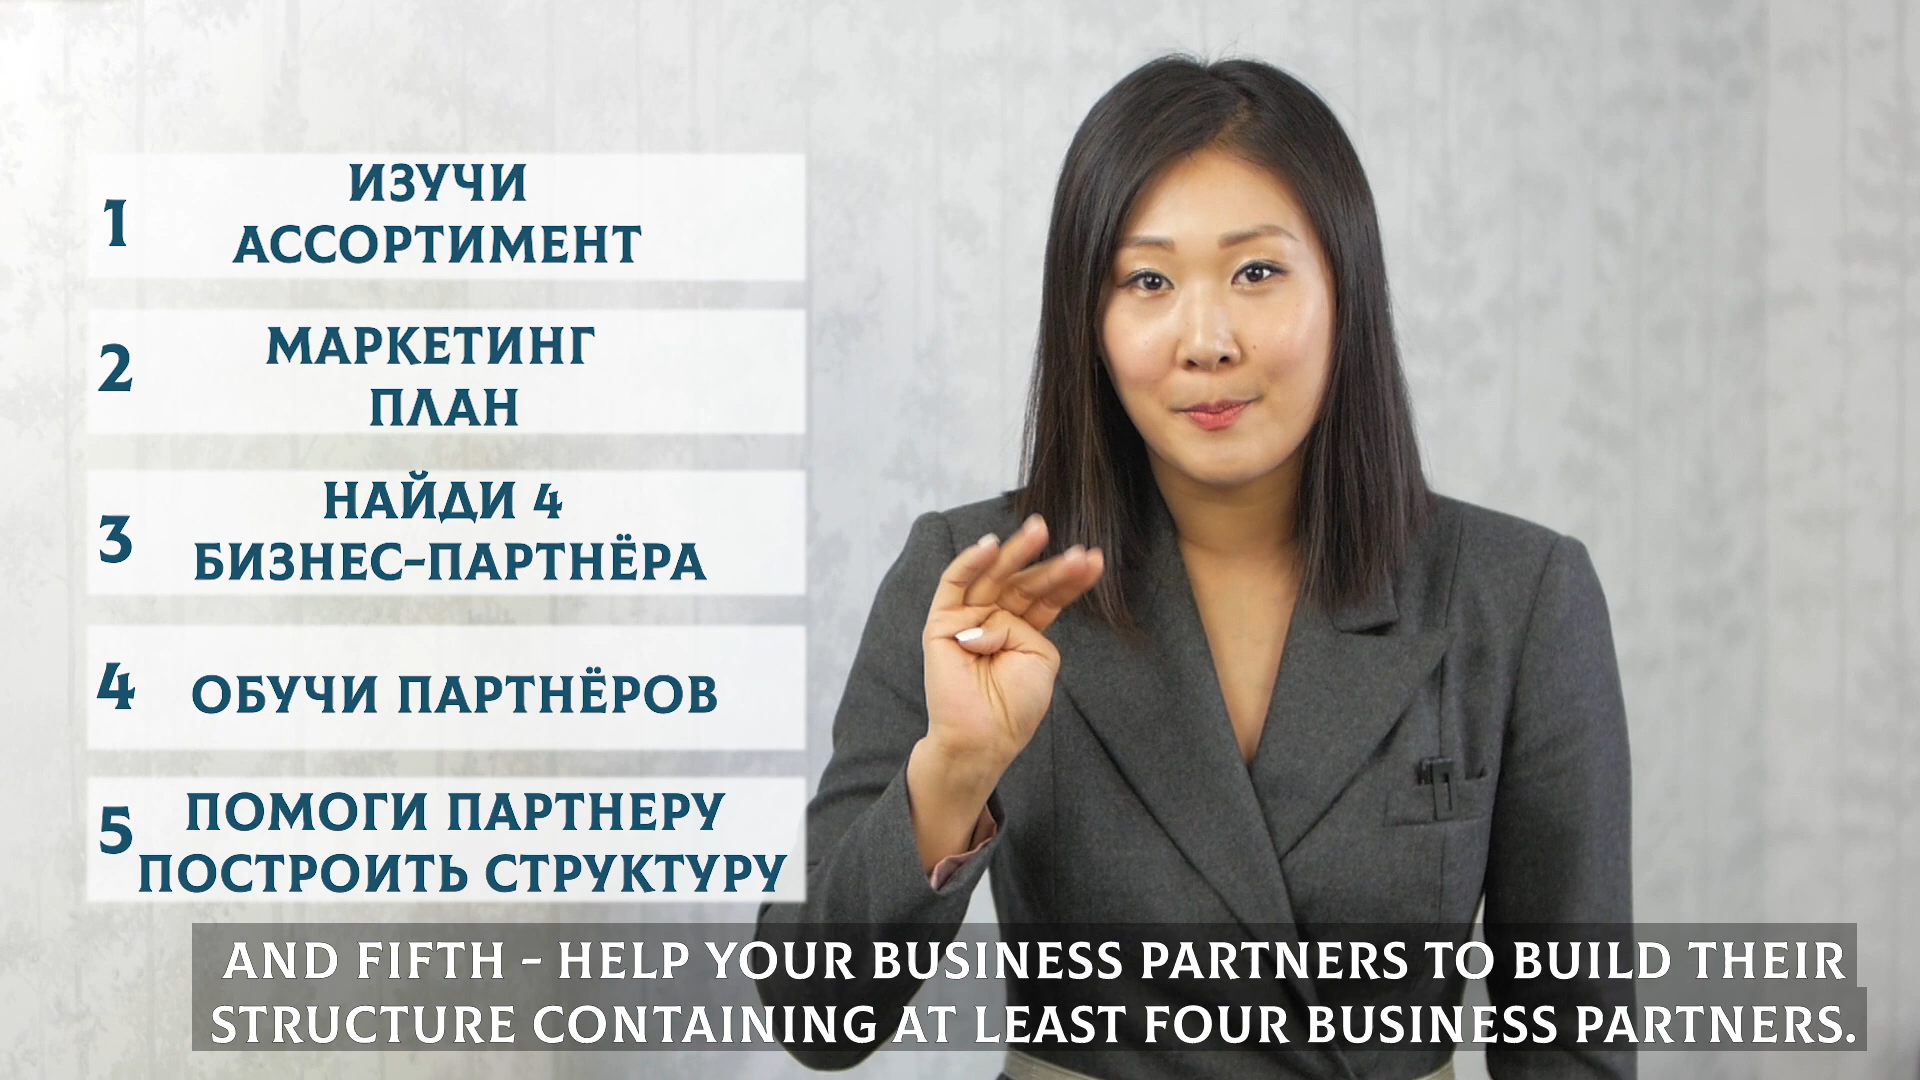 1
ИЗУЧИ
АССОРТИМЕНТ
2
МАРКЕТИНГ
ПЛАН
3
НАЙДИ 4
БИЗНЕС-ПАРТНЁРА
4
ОБУЧИ ПАРТНЁРОВ
5
ПОМОГИ ПАРТНЕРУ
ПОСТРОИТЬ СТРУКТУРУ
AND FIFTH - HELP YOUR BUSINESS PARTNERS TO BUILD THEIR
STRUCTURE CONTAINING AT LEAST FOUR BUSINESS PARTNERS.